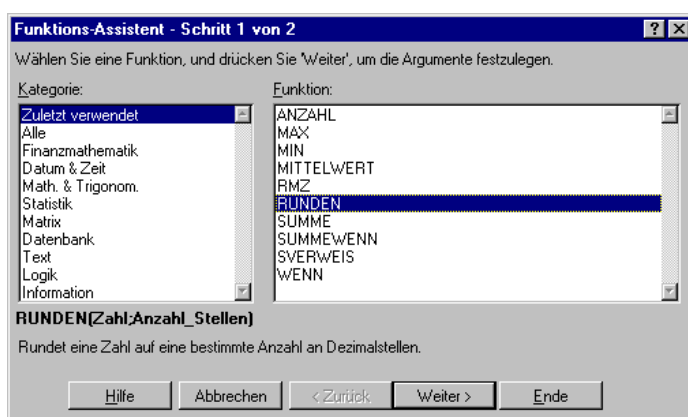 Funktions-Assistent - Schritt 1 von 2
Wählen Sie eine Funktion, und drücken Sie 'Weiter', um die Argumente festzulegen.
Kategorie:
Zuletzt verwendet
Alle
Finanzmathematik
Datum & Zeit
Math. & Trigonom.
Statistik
Matrix
Datenbank
Text
Logik
Information
Funktion:
ANZAHL
MAX
MIN
MITTELWERT
RMZ
RUNDEN
SUMME
SUMMEWENN
SVERWEIS
WENN
RUNDEN(Zahl;Anzahl_Stellen)
Rundet eine Zahl auf eine bestimmte Anzahl an Dezimalstellen.
Hilfe
Abbrechen
< Zurück
Weiter >
Ende